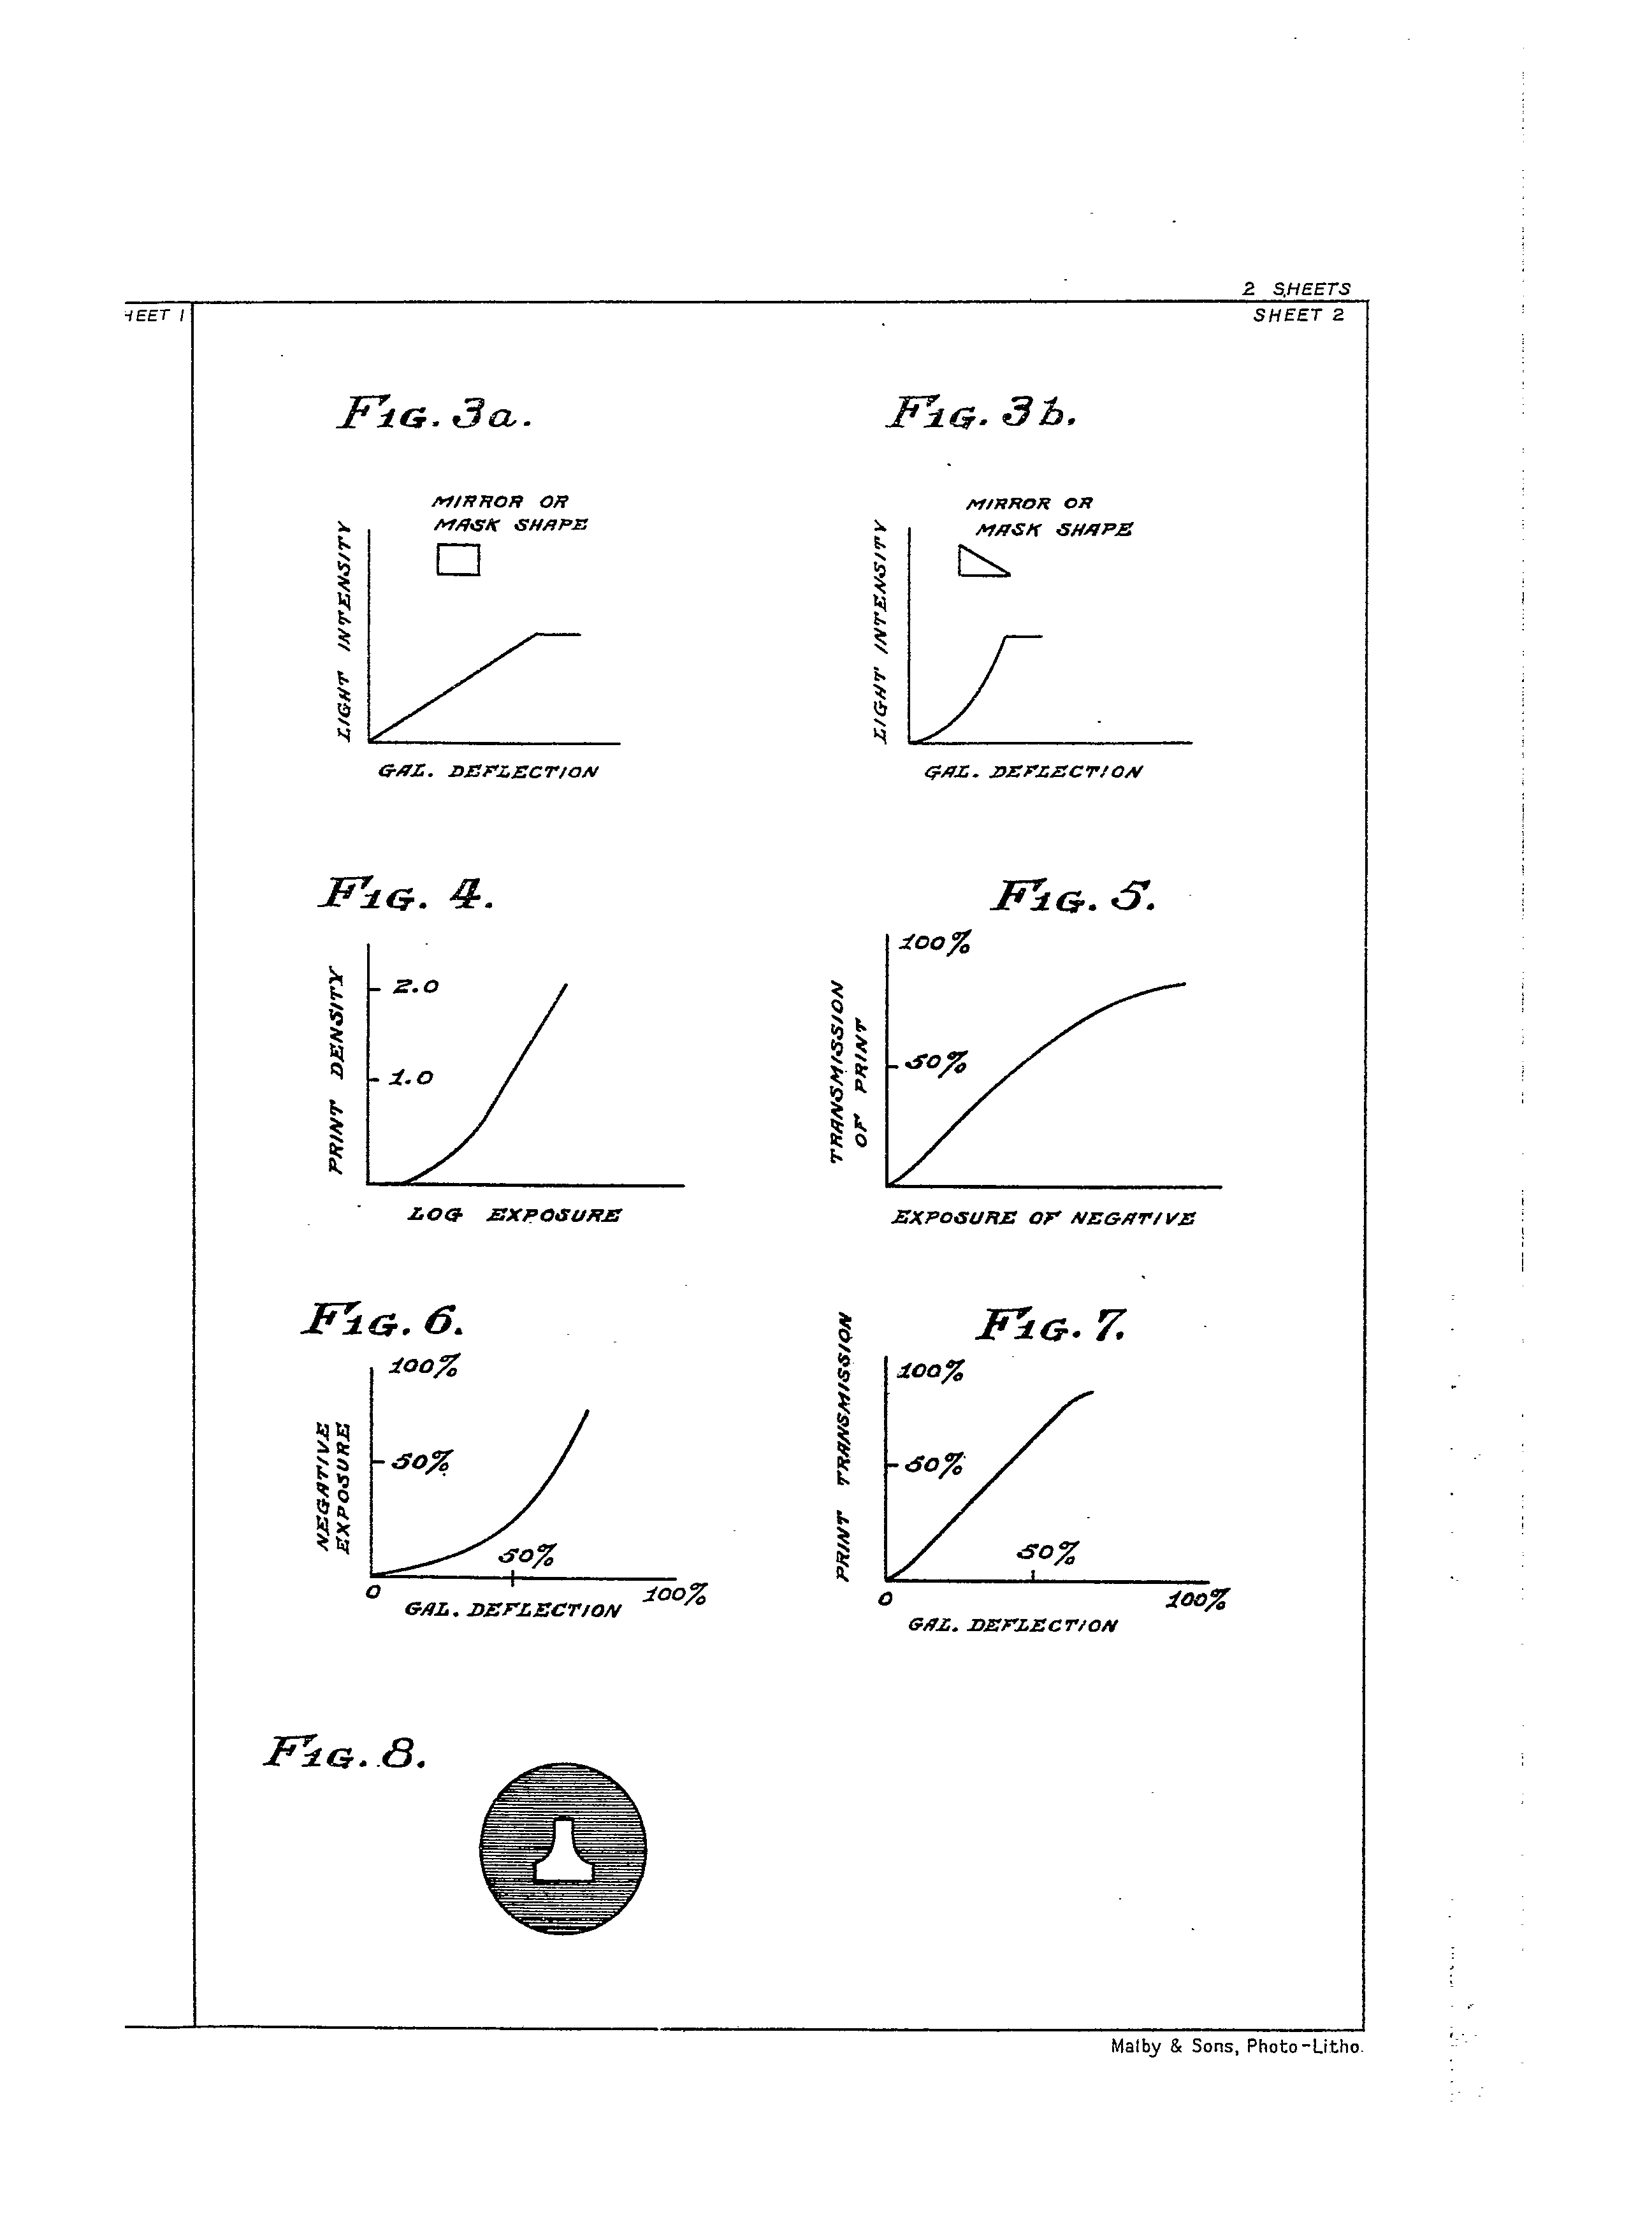 2 SHEETS
HEET 1
SHEET 2
FIG. 3a.
MIRROR OR
MASK SHAPE
LIGHT INTENSITY
GAL. DEFLECTION
FIG. 3b.
MIRROR OR
MASK SHAPE
LIGHT INTENSITY
GAL. DEFLECTION
FIG. 4.
2.0
1.0
PRINT DENSITY
LOG EXPOSURE
FIG. 5.
100%
50%
TRANSMISSION
OF PRINT
EXPOSURE OF NEGATIVE
FIG. 6.
100%
50%
NEGATIVE
EXPOSURE
50%
0
100%
GAL. DEFLECTION
FIG. 7.
100%
50%
PRINT TRANSMISSION
50%
0
100%
GAL. DEFLECTION
FIG. 8.
Malby & Sons, Photo-Litho.